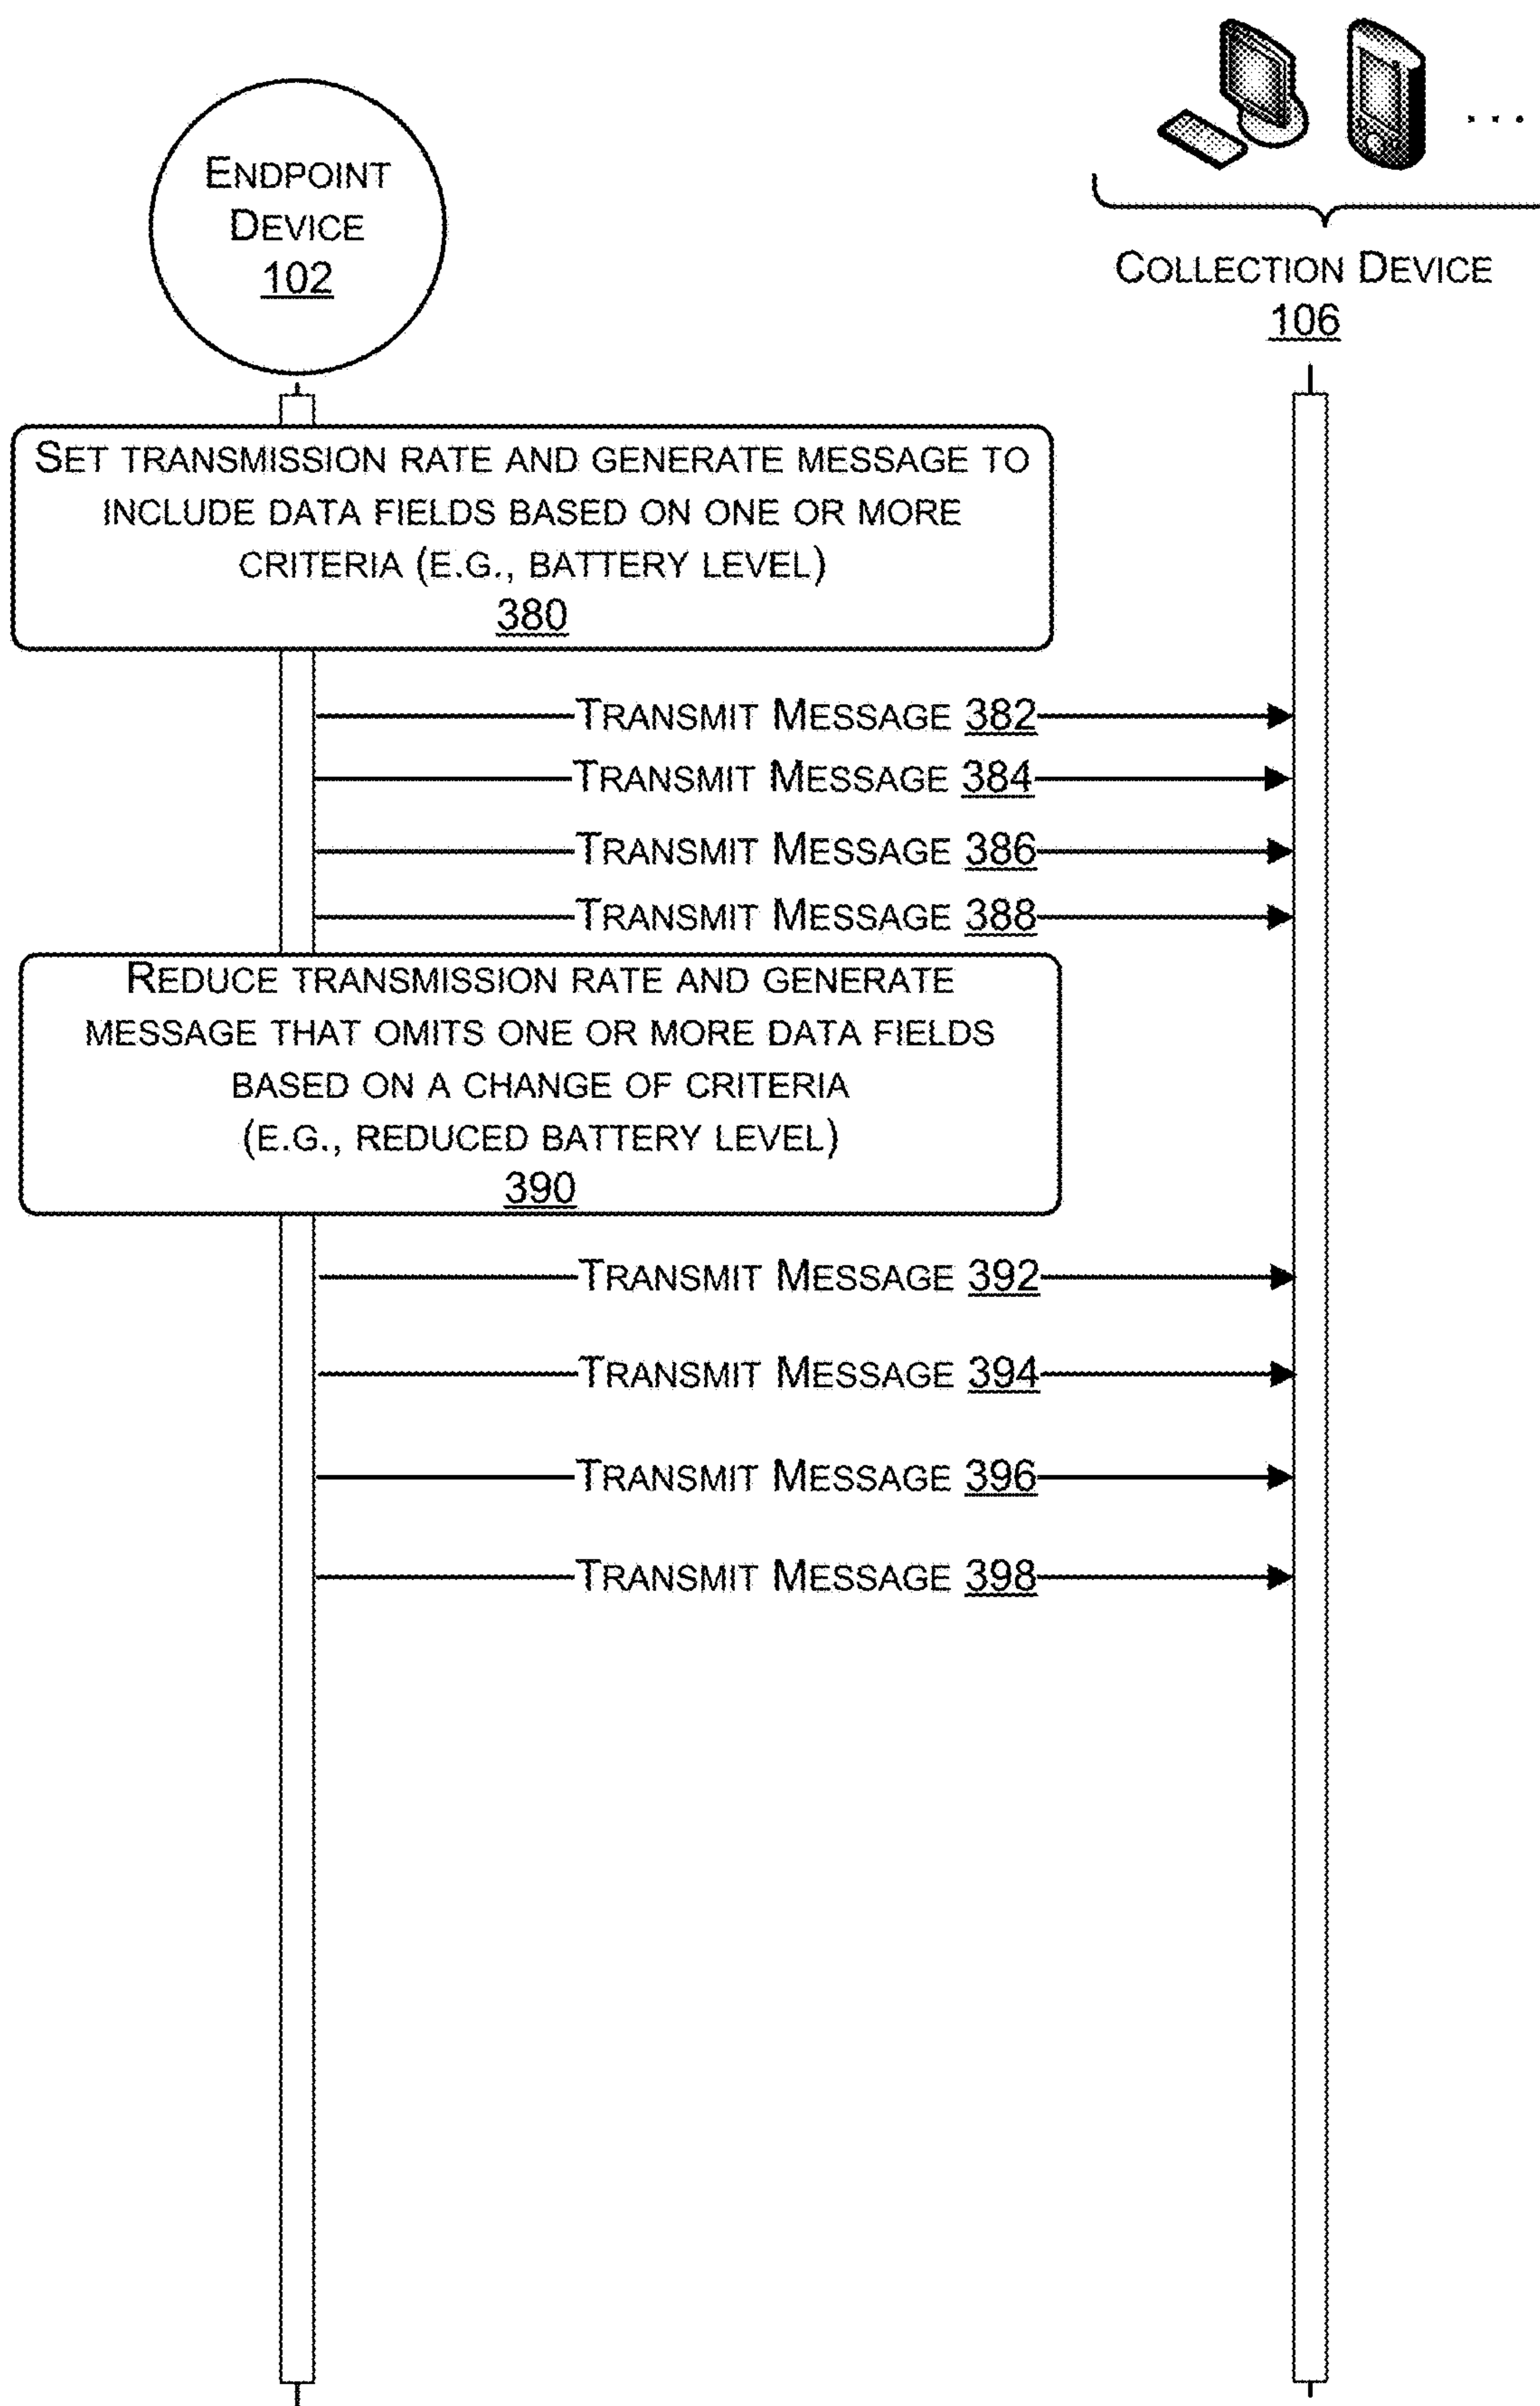 ENDPOINT
DEVICE
102
...
COLLECTION DEVICE
106
SET TRANSMISSION RATE AND GENERATE MESSAGE TO
INCLUDE DATA FIELDS BASED ON ONE OR MORE
CRITERIA (E.G., BATTERY LEVEL)
380
TRANSMIT MESSAGE 382
TRANSMIT MESSAGE 384
TRANSMIT MESSAGE 386
TRANSMIT MESSAGE 388
REDUCE TRANSMISSION RATE AND GENERATE
MESSAGE THAT OMITS ONE OR MORE DATA FIELDS
BASED ON A CHANGE OF CRITERIA
(E.G., REDUCED BATTERY LEVEL)
390
TRANSMIT MESSAGE 392
TRANSMIT MESSAGE 394
TRANSMIT MESSAGE 396
TRANSMIT MESSAGE 398